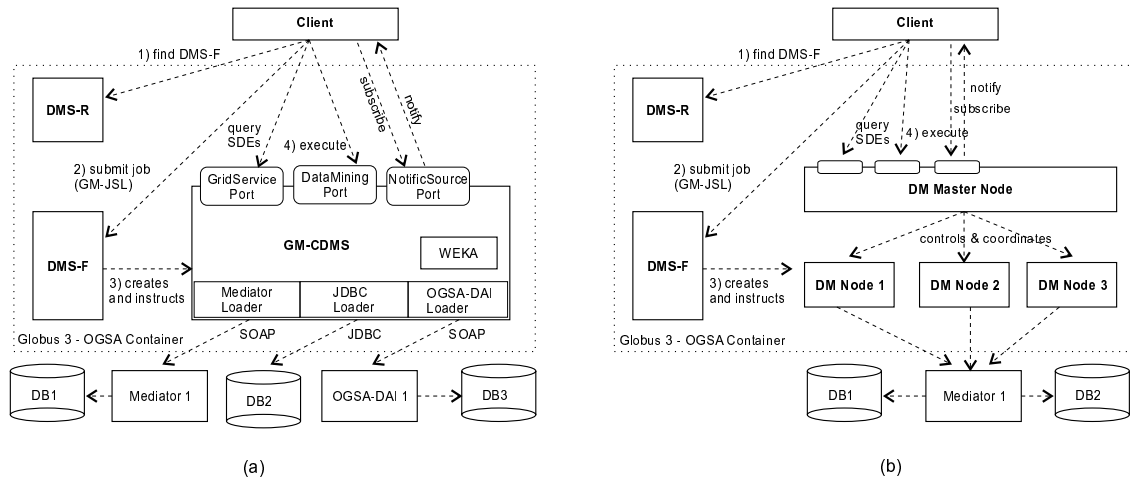 Client
1) find DMS-F
DMS-R
subscribe
notify
query
SDEs
4) execute
2) submit job
(GM-JSL)
GridService
Port
DataMining
Port
NotificSource
Port
DMS-F
GM-CDMS
WEKA
3) creates
and instructs
Mediator
Loader
JDBC
Loader
OGSA-DAI
Loader
Globus 3 - OGSA Container
SOAP
JDBC
SOAP
DB1
Mediator 1
DB2
OGSA-DAI 1
DB3
(a)
Client
1) find DMS-F
DMS-R
notify
subscribe
query
SDEs
4) execute
2) submit job
(GM-JSL)
DM Master Node
DMS-F
controls & coordinates
3) creates
and instructs
DM Node 1
DM Node 2
DM Node 3
Globus 3 - OGSA Container
DB1
Mediator 1
DB2
(b)